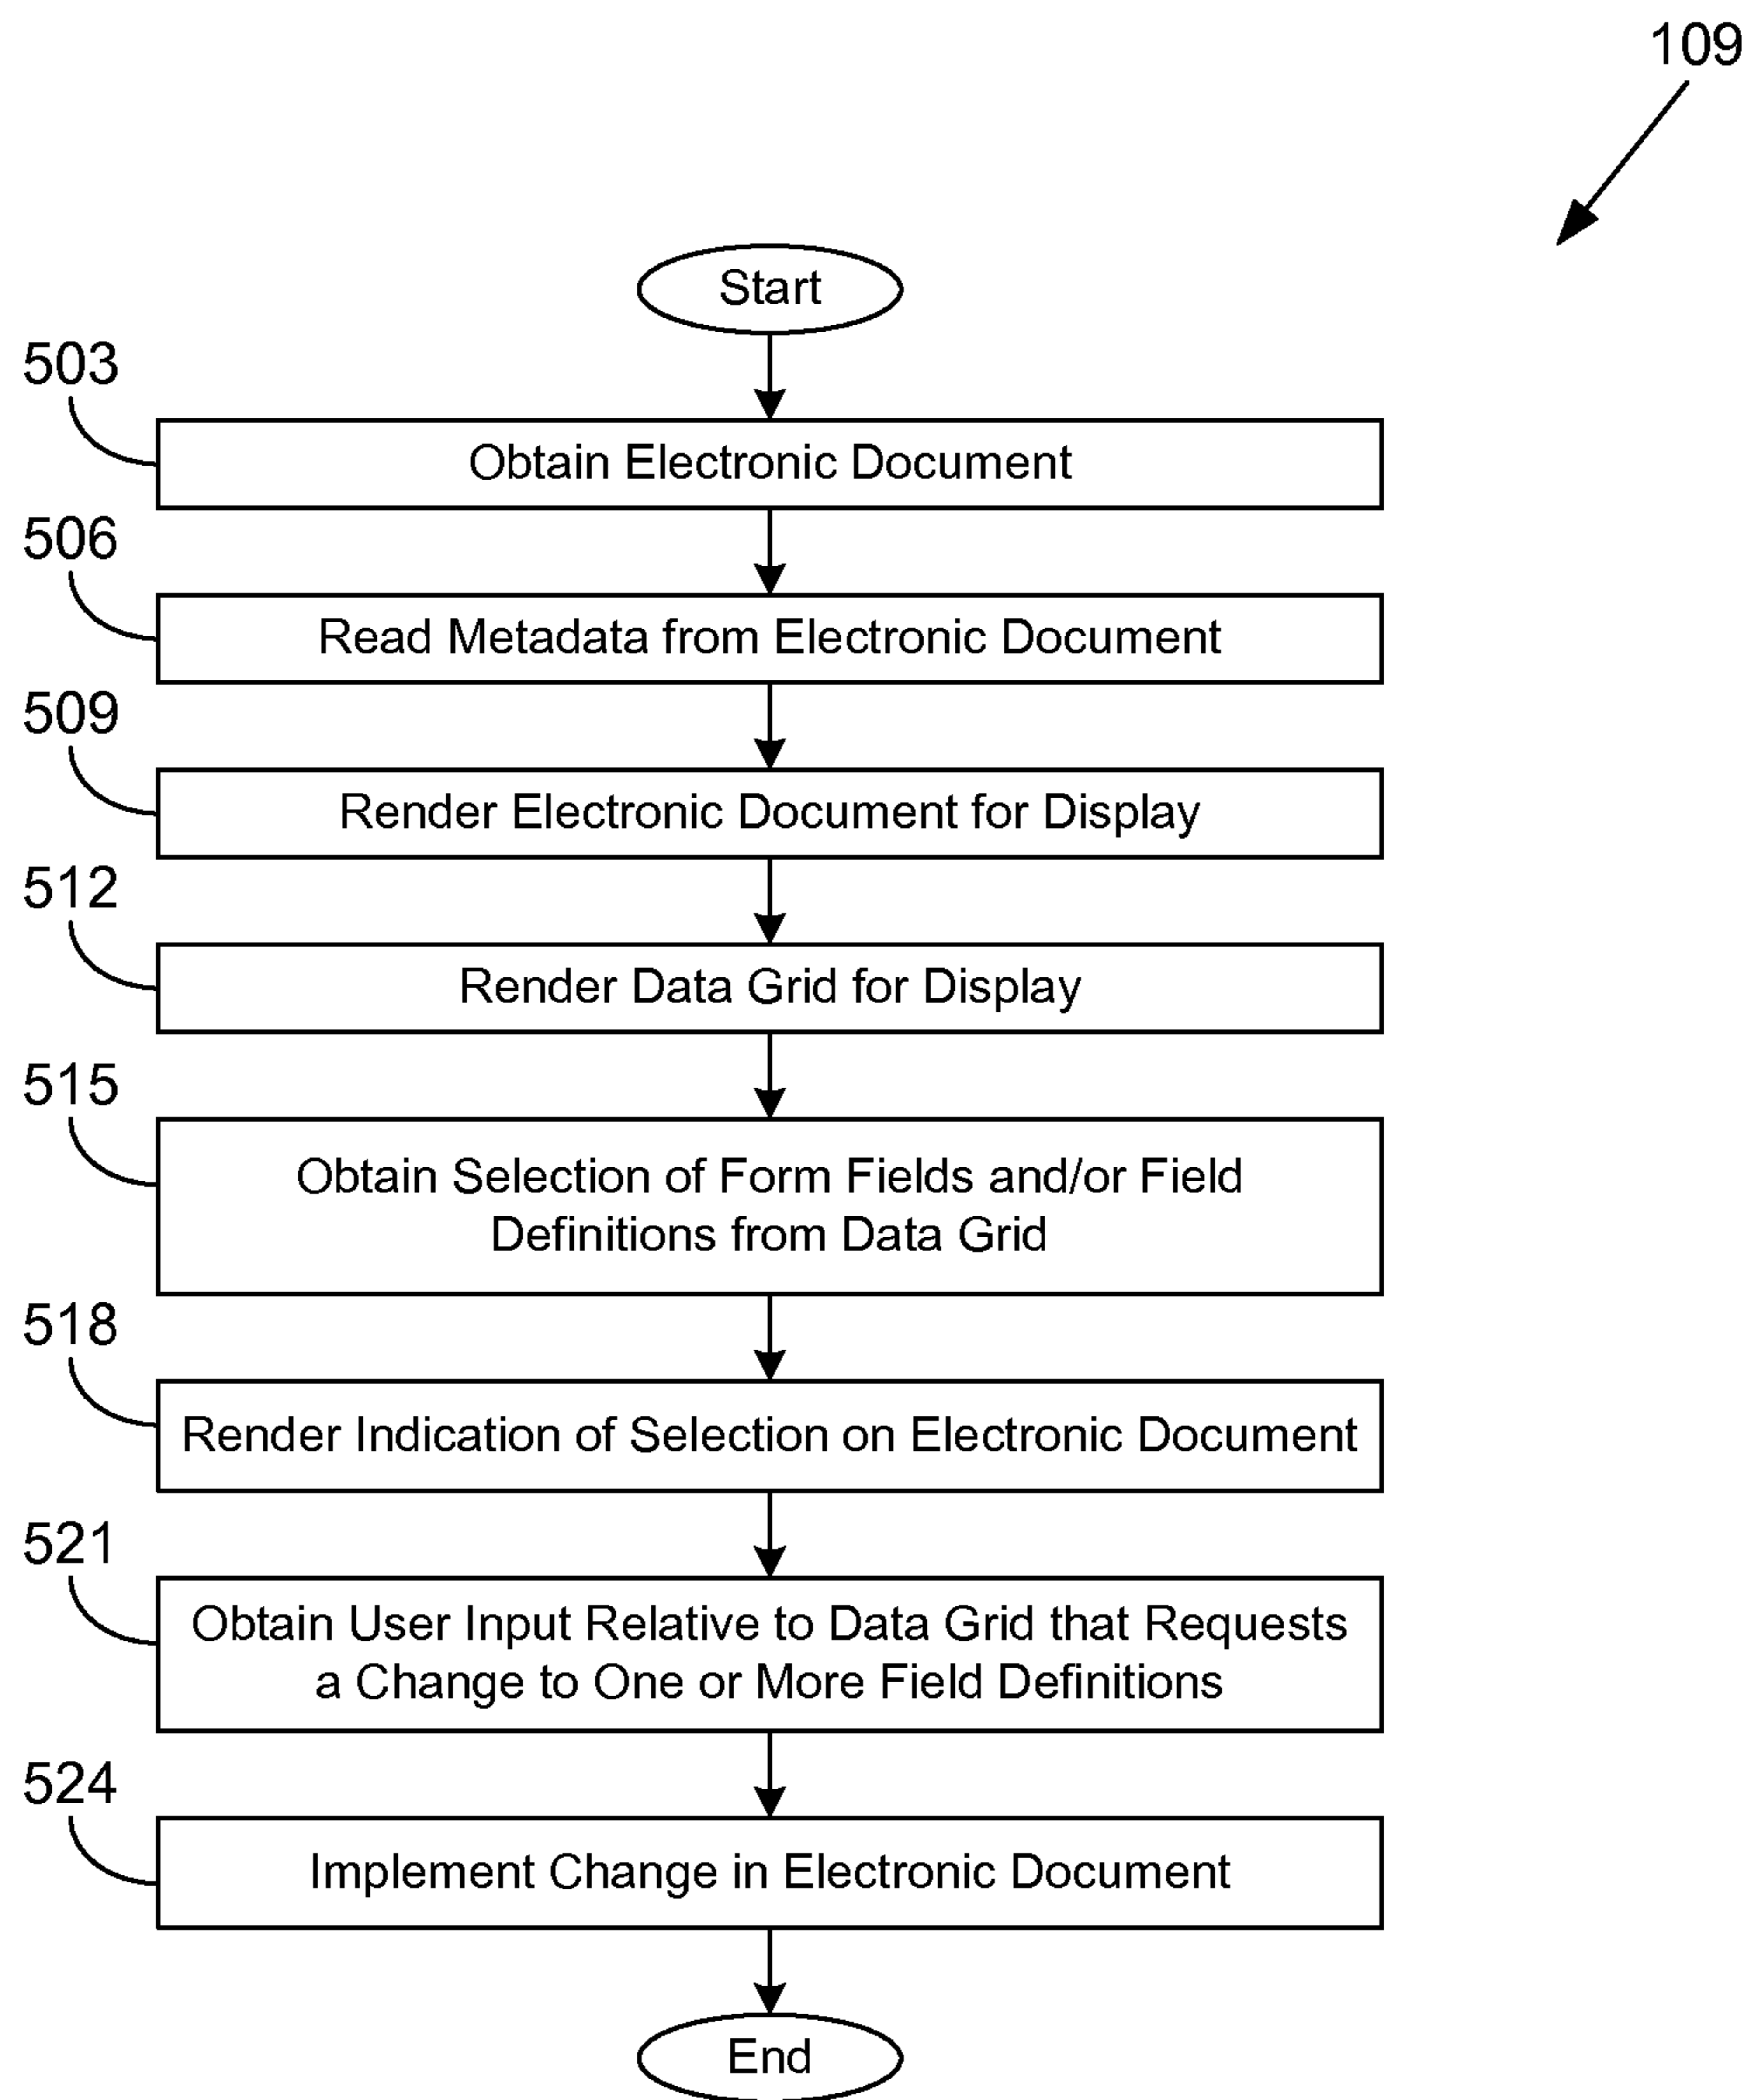 109
Start
503
Obtain Electronic Document
506
Read Metadata from Electronic Document
509
Render Electronic Document for Display
512
Render Data Grid for Display
515
Obtain Selection of Form Fields and/or Field
Definitions from Data Grid
518
Render Indication of Selection on Electronic Document
521
Obtain User Input Relative to Data Grid that Requests
a Change to One or More Field Definitions
524
Implement Change in Electronic Document
End